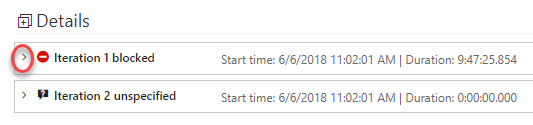 Details
Iteration 1 blocked Start time: 6/6/2018 11:02:01 AM | Duration: 9:47:25.854
Iteration 2 unspecified Start time: 6/6/2018 11:02:01 AM | Duration: 0:00:00.000